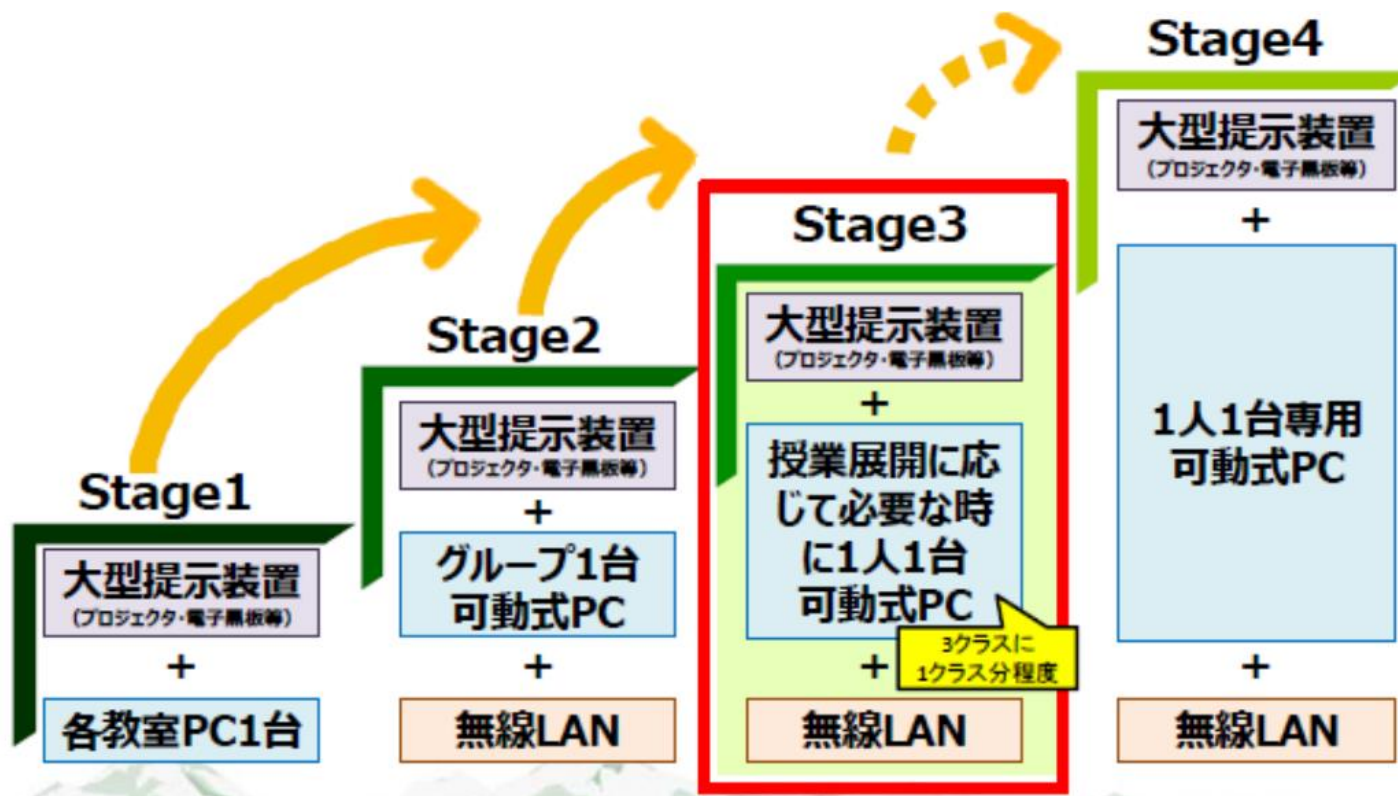 Stage1
大型提示装置
(プロジェクタ・電子黒板等)
+
各教室PC1台
Stage2
大型提示装置
(プロジェクタ・電子黒板等)
+
グループ1台
可動式PC
+
無線LAN
Stage3
大型提示装置
(プロジェクタ・電子黒板等)
+
授業展開に応
じて必要な時
に1人1台
可動式PC
3クラスに
1クラス分程度
+
無線LAN
Stage4
大型提示装置
(プロジェクタ・電子黒板等)
+
1人1台専用
可動式PC
+
無線LAN